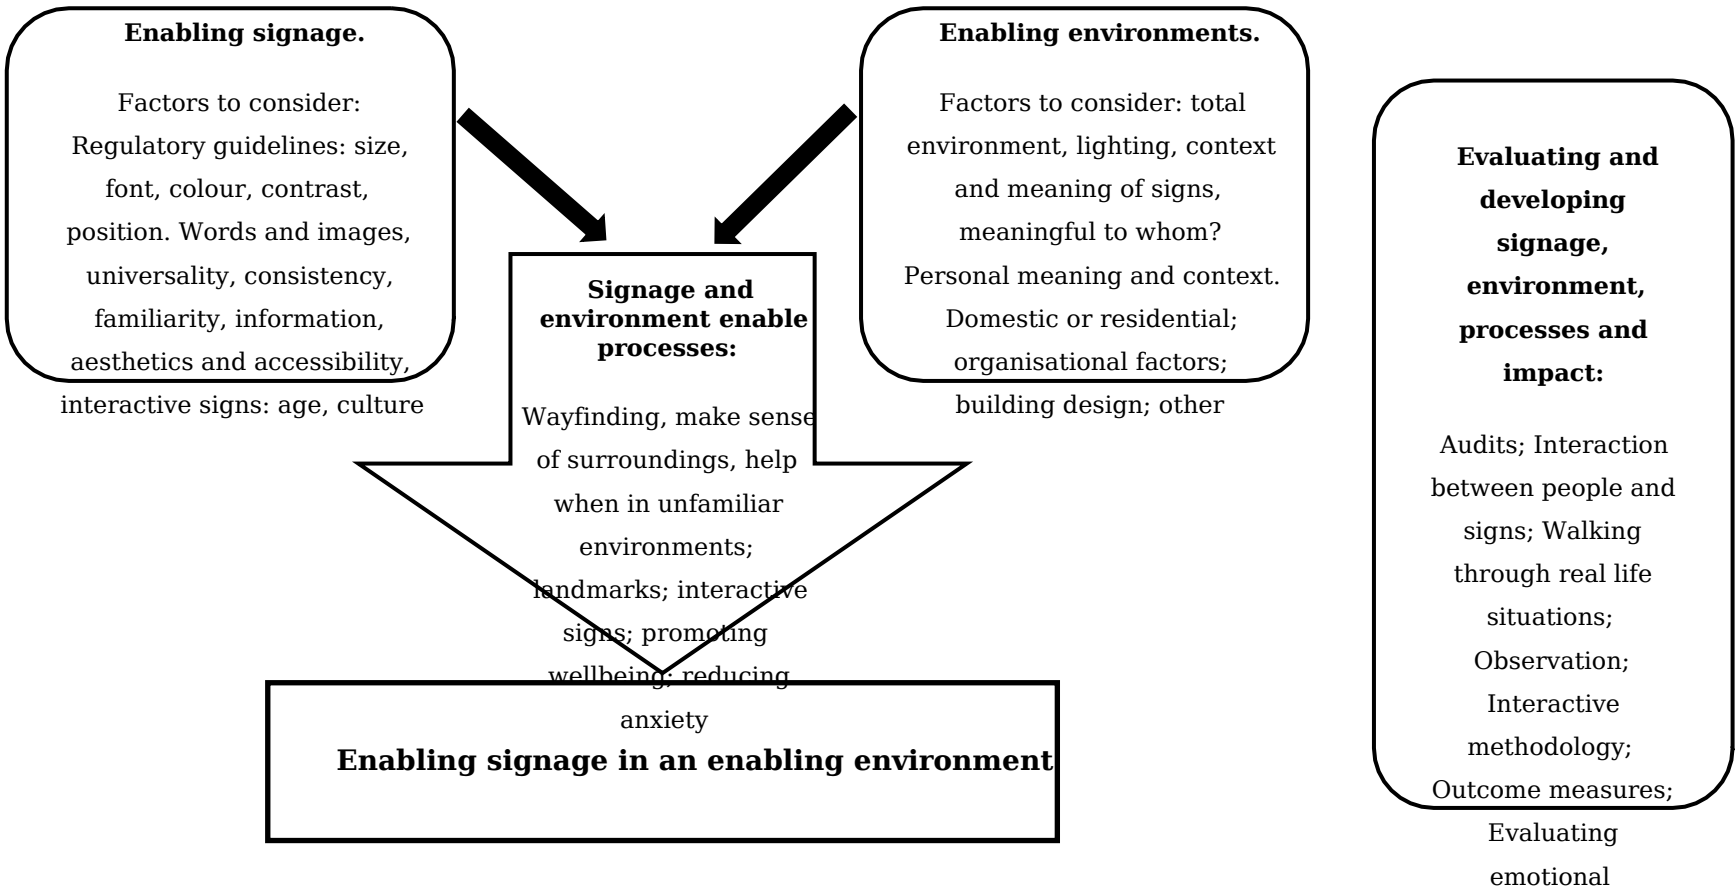 Enabling signage.
Factors to consider:
Regulatory guidelines: size,
font, colour, contrast,
position. Words and images,
universality, consistency,
familiarity, information,
aesthetics and accessibility,
interactive signs: age, culture
Enabling environments.
Factors to consider: total
environment, lighting, context
and meaning of signs,
meaningful to whom?
Personal meaning and context.
Domestic or residential;
organisational factors;
building design; other
Signage and
environment enable
processes:
Wayfinding, make sense
of surroundings, help
when in unfamiliar
environments;
landmarks; interactive
signs; promoting
wellbeing; reducing
anxiety
Enabling signage in an enabling environment
Evaluating and
developing
signage,
environment,
processes and
impact:
Audits; Interaction
between people and
signs; Walking
through real life
situations;
Observation;
Interactive
methodology;
Outcome measures;
Evaluating
emotional